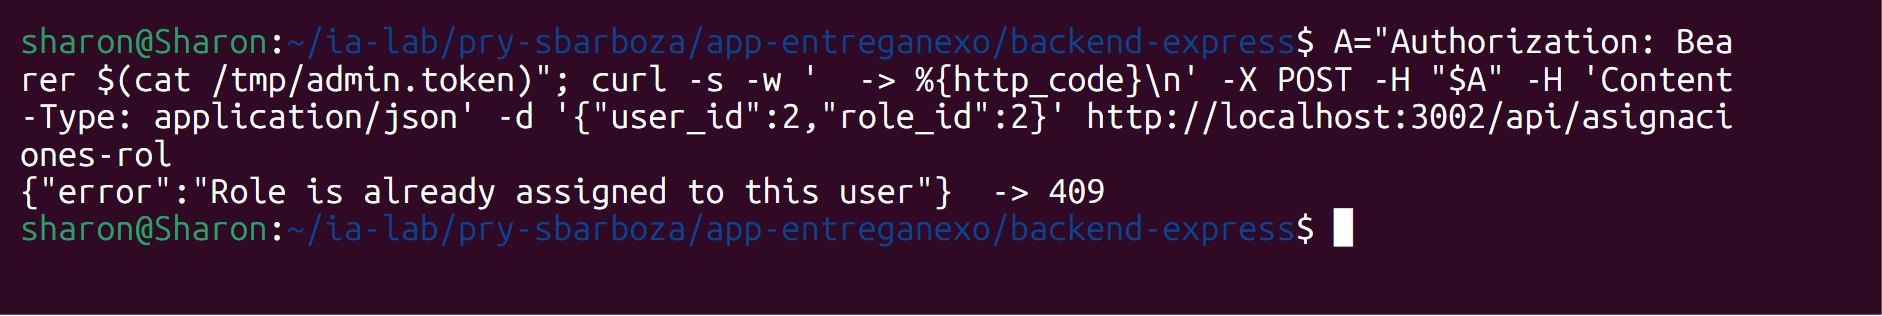 sharon@Sharon:~/ia-lab/pry-sbarboza/app-entreganexo/backend-express$ A="Authorization: Bea
rer $(cat /tmp/admin.token)"; curl -s -w '  -> %{http_code}\n' -X POST -H "$A" -H 'Content
-Type: application/json' -d '{"user_id":2,"role_id":2}' http://localhost:3002/api/asignaci
ones-rol
{"error":"Role is already assigned to this user"}  -> 409
sharon@Sharon:~/ia-lab/pry-sbarboza/app-entreganexo/backend-express$